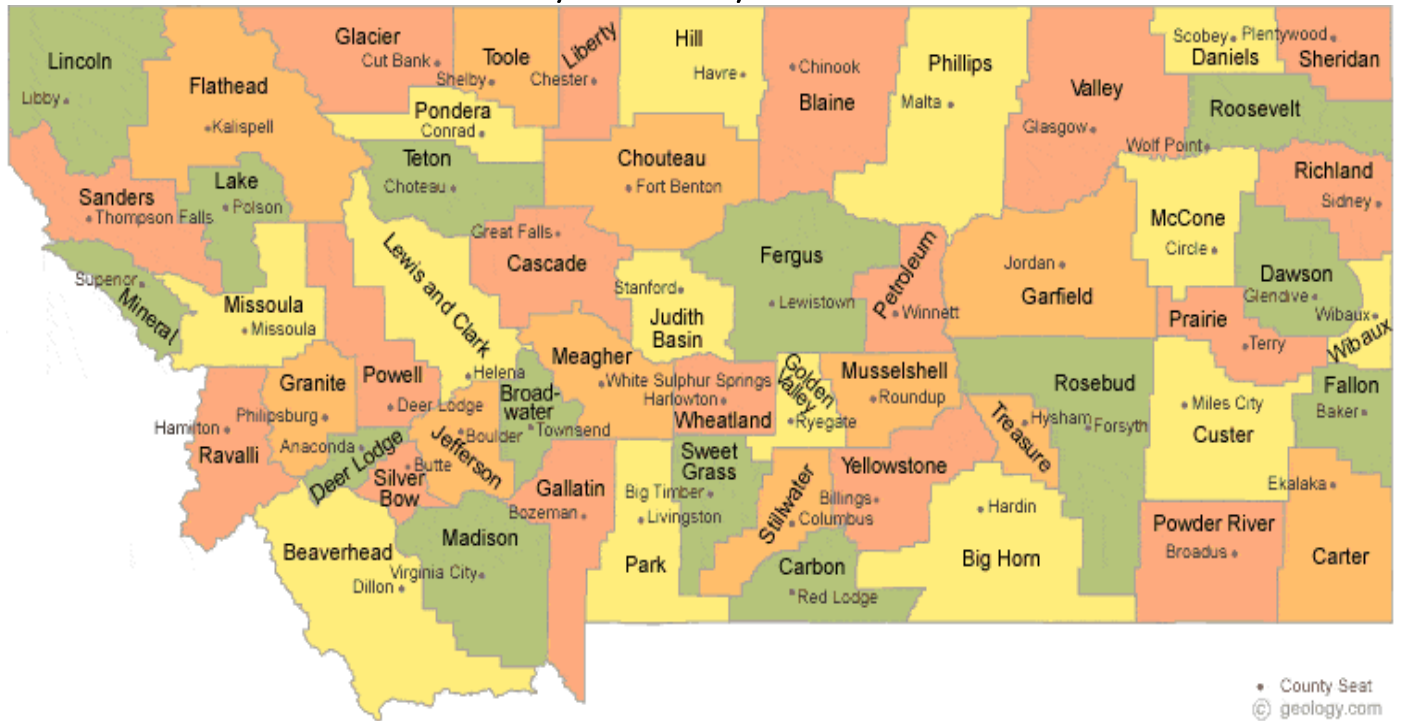 Lincoln
Libby
Flathead
Kalispell
Glacier
Cut Bank
Toole
Shelby
Liberty
Chester
Hill
Havre
Chinook
Blaine
Phillips
Malta
Valley
Glasgow
Scobey
Daniels
Plentywood
Sheridan
Roosevelt
Wolf Point
Pondera
Conrad
Teton
Choteau
Chouteau
Fort Benton
Sanders
Thompson Falls
Lake
Polson
Richland
Sidney
McCone
Circle
Great Falls
Cascade
Lewis and Clark
Helena
Fergus
Lewistown
Petroleum
Winnett
Jordan
Garfield
Dawson
Glendive
Wibaux
Wibaux
Superior
Mineral
Missoula
Missoula
Stanford
Judith
Basin
Prairie
Terry
Meagher
White Sulphur Springs
Harlowton
Wheatland
Golden
Valley
Ryegate
Musselshell
Roundup
Rosebud
Forsyth
Treasure
Hysham
Miles City
Custer
Fallon
Baker
Granite
Philipsburg
Powell
Deer Lodge
Broad-
water
Townsend
Hamilton
Ravalli
Anaconda
Deer Lodge
Butte
Silver
Bow
Boulder
Jefferson
Gallatin
Bozeman
Sweet
Grass
Big Timber
Livingston
Park
Stillwater
Columbus
Yellowstone
Billings
Hardin
Big Horn
Ekalaka
Carter
Powder River
Broadus
Beaverhead
Dillon
Madison
Virginia City
Carbon
Red Lodge
County Seat
© geology.com